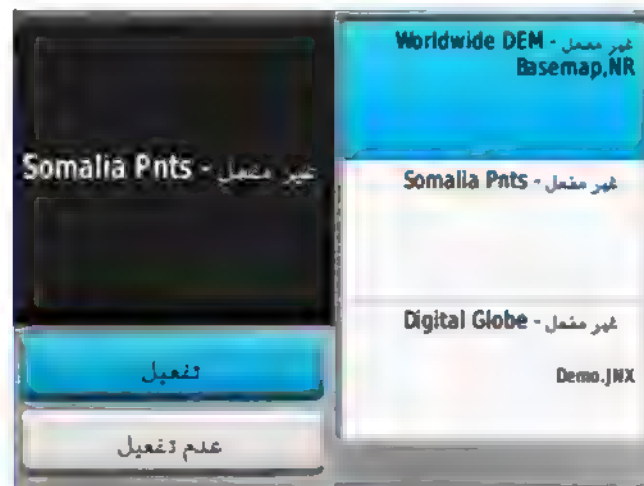 غير مفعل - Worldwide DEM
Basemap,NR
غير مفعل - Somalia Pnts
غير مفعل - Digital Globe
Demo.JNX
غير مفعل - Somalia Pnts
تفعيل
عدم تفعيل